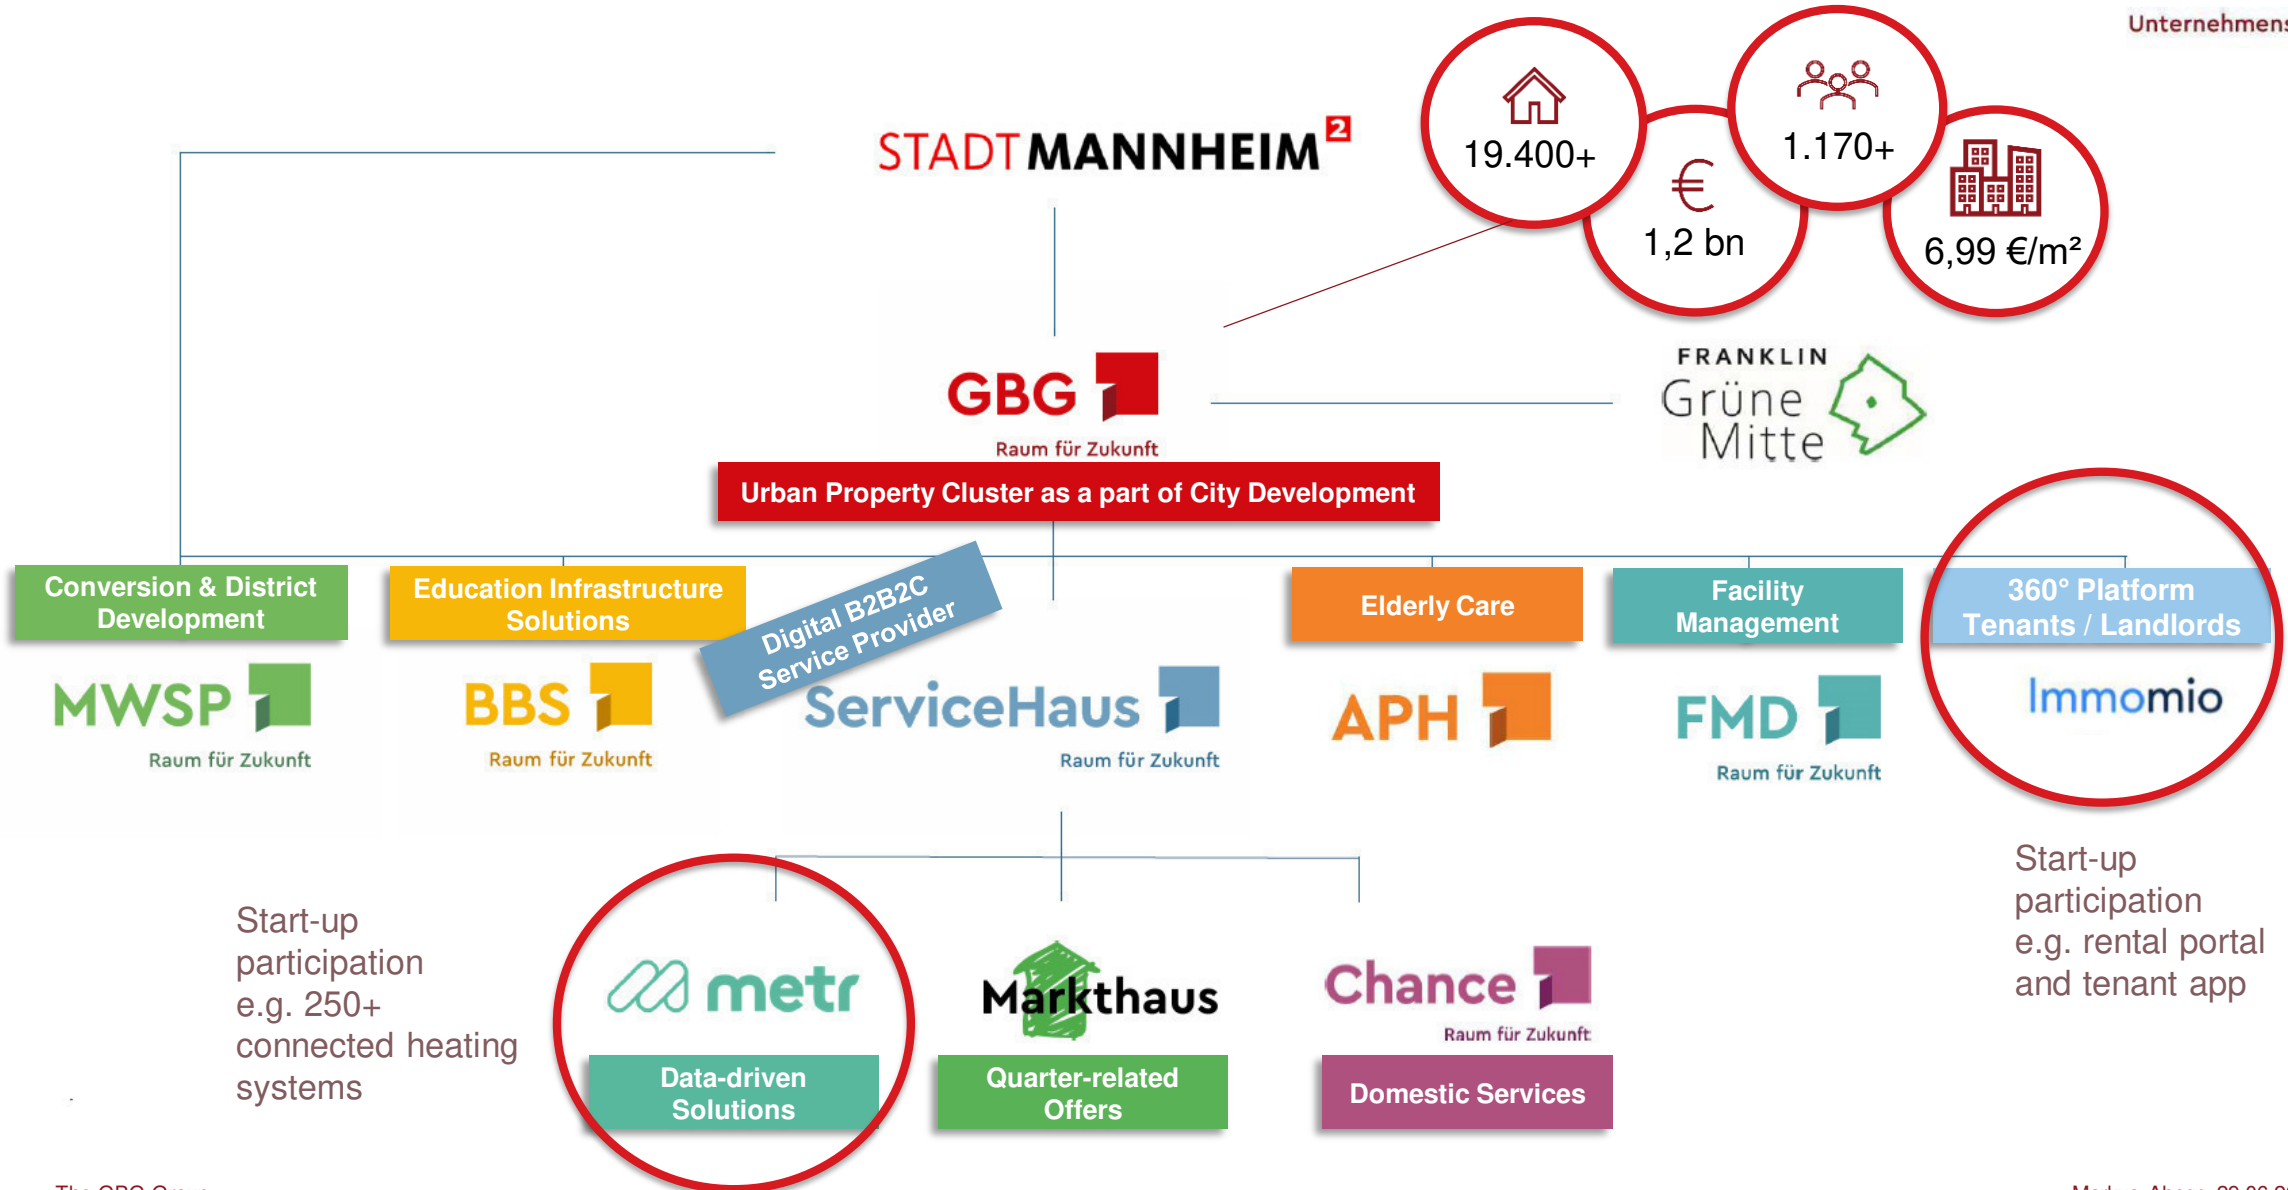 STADT MANNHEIM²
19.400+
€
1,2 bn
1.170+
6,99 €/m²
GBG
Raum für Zukunft
FRANKLIN
Grüne
Mitte
Urban Property Cluster as a part of City Development
Conversion & District
Development
MWSP
Raum für Zukunft
Education Infrastructure
Solutions
BBS
Raum für Zukunft
Digital B2B2C
Service Provider
ServiceHaus
Raum für Zukunft
Elderly Care
APH
Facility
Management
FMD
Raum für Zukunft
360° Platform
Tenants / Landlords
Immomio
Start-up
participation
e.g. 250+
connected heating
systems
metr
Data-driven
Solutions
Markthaus
Quarter-related
Offers
Chance
Raum für Zukunft
Domestic Services
Start-up
participation
e.g. rental portal
and tenant app